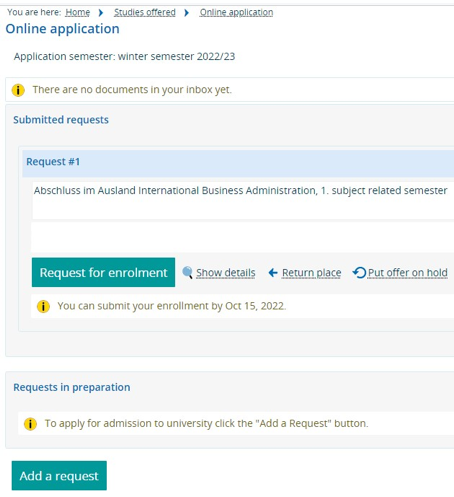 You are here: Home ❯ Studies offered ❯ Online application
Online application
Application semester: winter semester 2022/23
There are no documents in your inbox yet.
Submitted requests
Request #1
Abschluss im Ausland International Business Administration, 1. subject related semester
Request for enrolment Show details Return place Put offer on hold
You can submit your enrollment by Oct 15, 2022.
Requests in preparation
To apply for admission to university click the "Add a Request" button.
Add a request